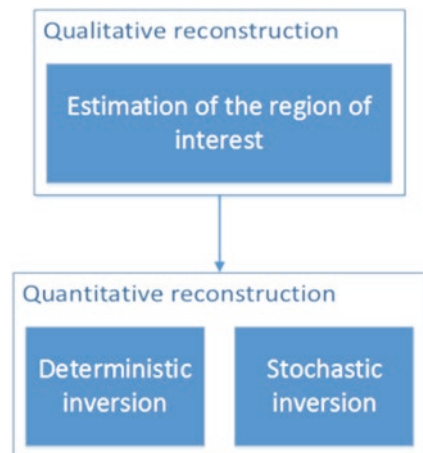 Qualitative reconstruction
Estimation of the region of
interest
Quantitative reconstruction
Deterministic
inversion
Stochastic
inversion